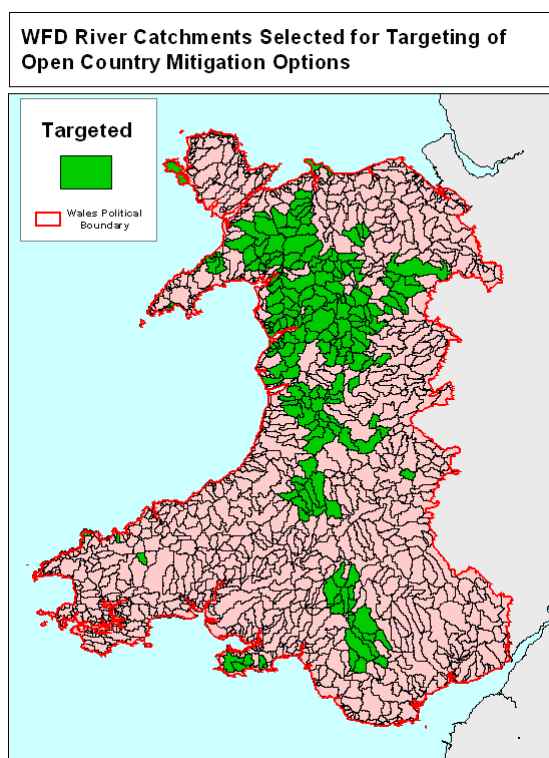 WFD River Catchments Selected for Targeting of
Open Country Mitigation Options
Targeted
Wales Political
Boundary